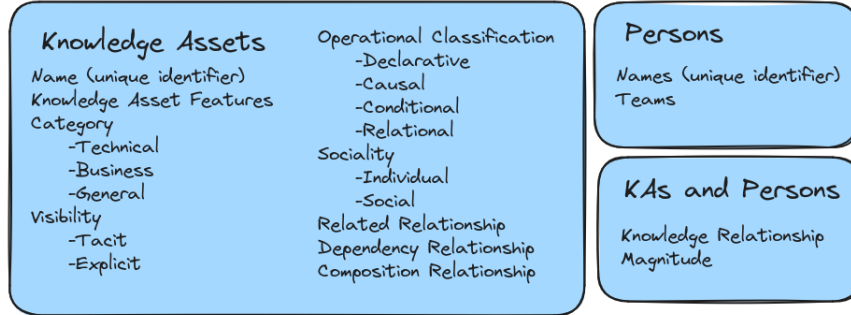 Knowledge Assets
Name (unique identifier)
Knowledge Asset Features
Category
-Technical
-Business
-General
Visibility
-Tacit
-Explicit
Operational Classification
-Declarative
-Causal
-Conditional
-Relational
Sociality
-Individual
-Social
Related Relationship
Dependency Relationship
Composition Relationship
Persons
Names (unique identifier)
Teams
KAs and Persons
Knowledge Relationship
Magnitude